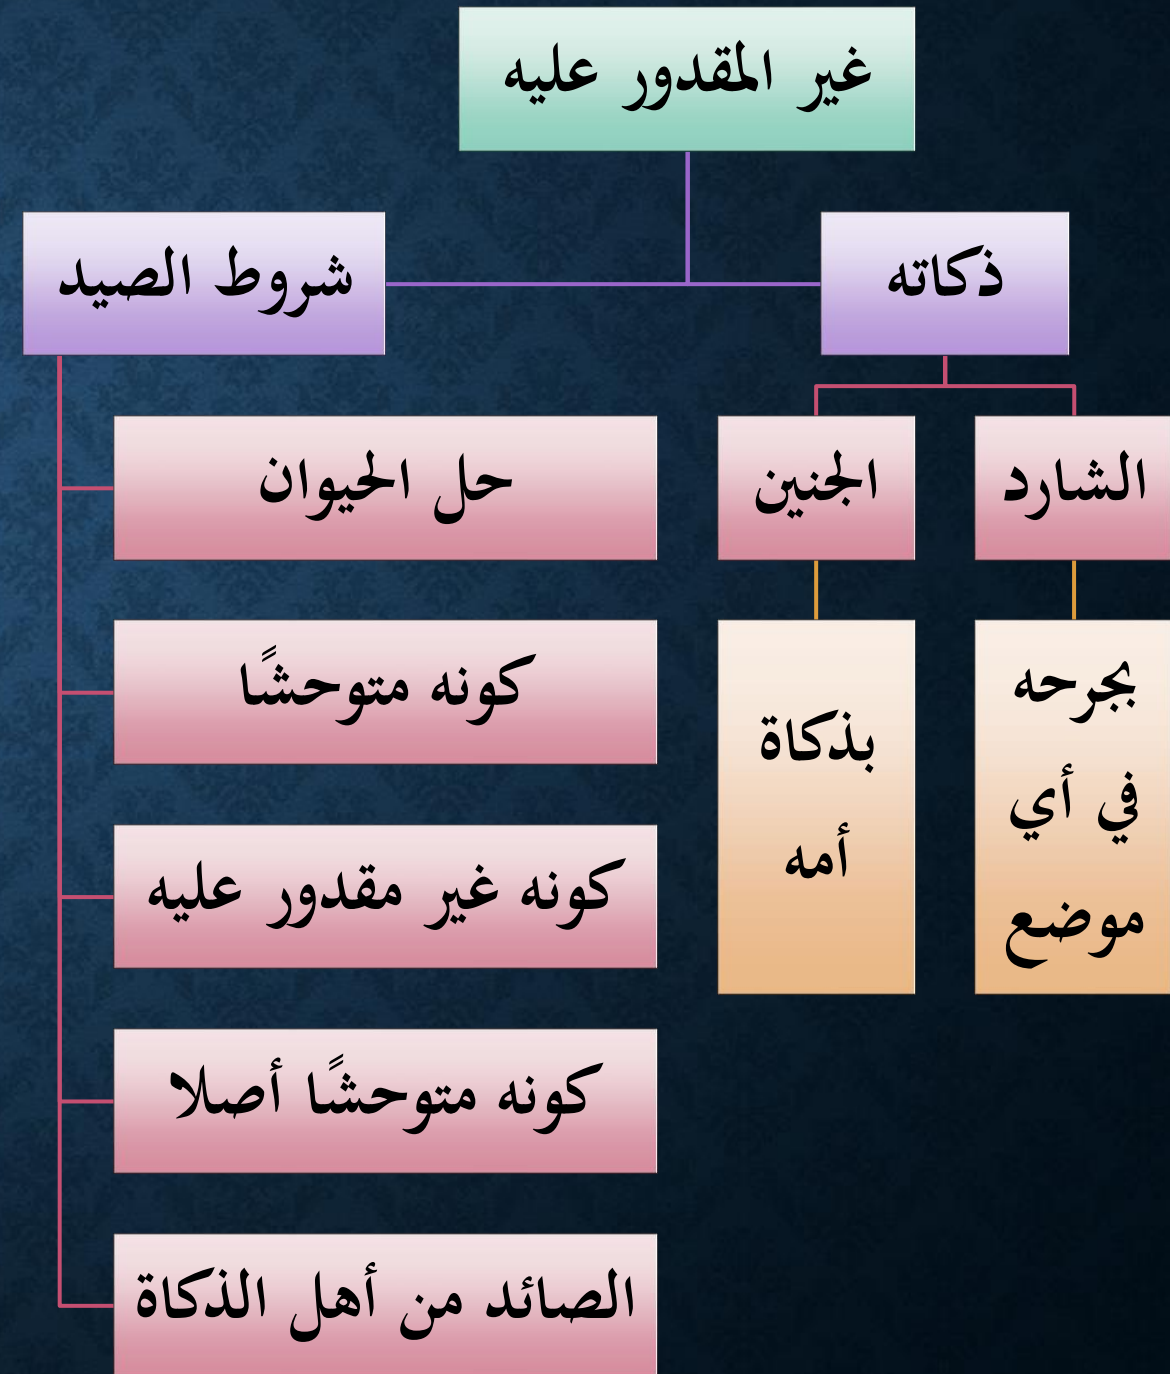 غير المقدور عليه
ذكاته
الشارد
بجرحه
في أي
موضع
الجنين
بذكاة
أمه
شروط الصيد
حل الحيوان
كونه متوحشًا
كونه غير مقدور عليه
كونه متوحشًا أصلا
الصائد من أهل الذكاة